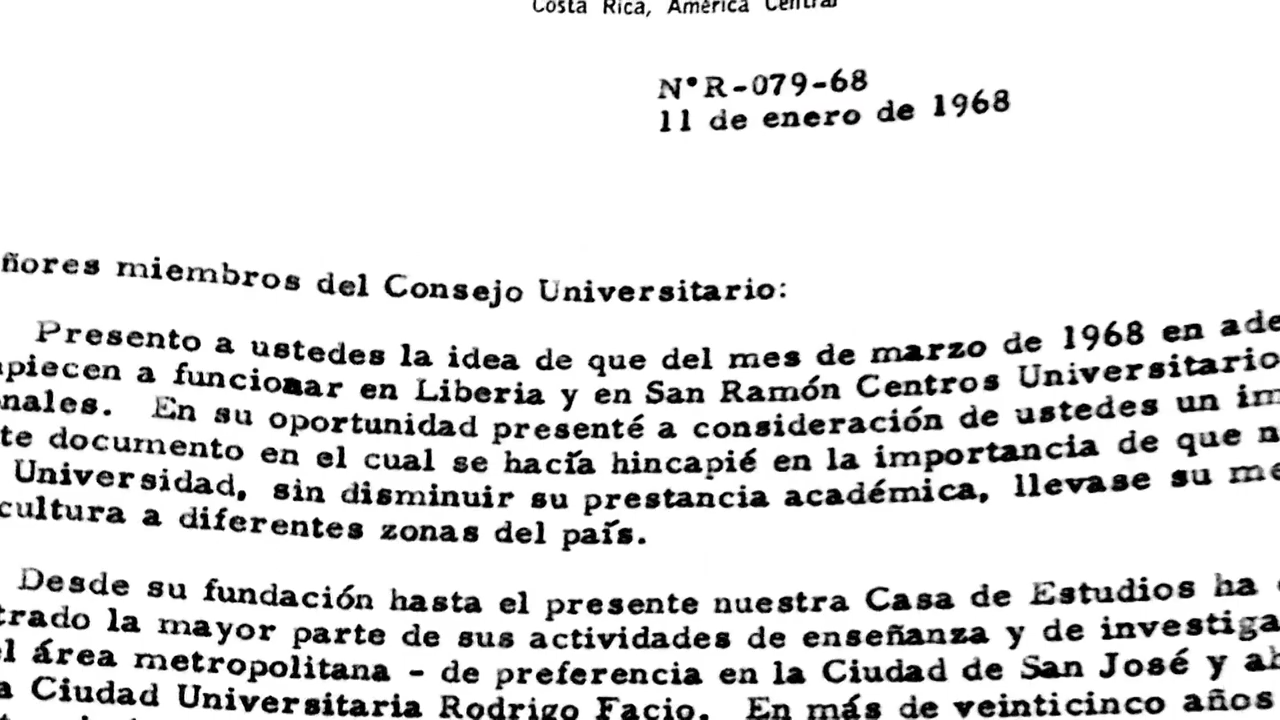 Costa Rica, América Central
N°R-079-68
11 de enero de 1968
ñores miembros del Consejo Universitario:
Presento a ustedes la idea de que del mes de marzo de 1968 en ade
piecen a funcionar en Liberia y en San Ramón Centros Universitario
nales. En su oportunidad presenté a consideración de ustedes un im
te documento en el cual se hacía hincapié en la importancia de que n
Universidad, sin disminuir su prestancia académica, llevase su me
cultura a diferentes zonas del país.
Desde su fundación hasta el presente nuestra Casa de Estudios ha
trado la mayor parte de sus actividades de enseñanza y de investiga
l área metropolitana - de preferencia en la Ciudad de San José y ah
a Ciudad Universitaria Rodrigo Facio. En más de veinticinco años